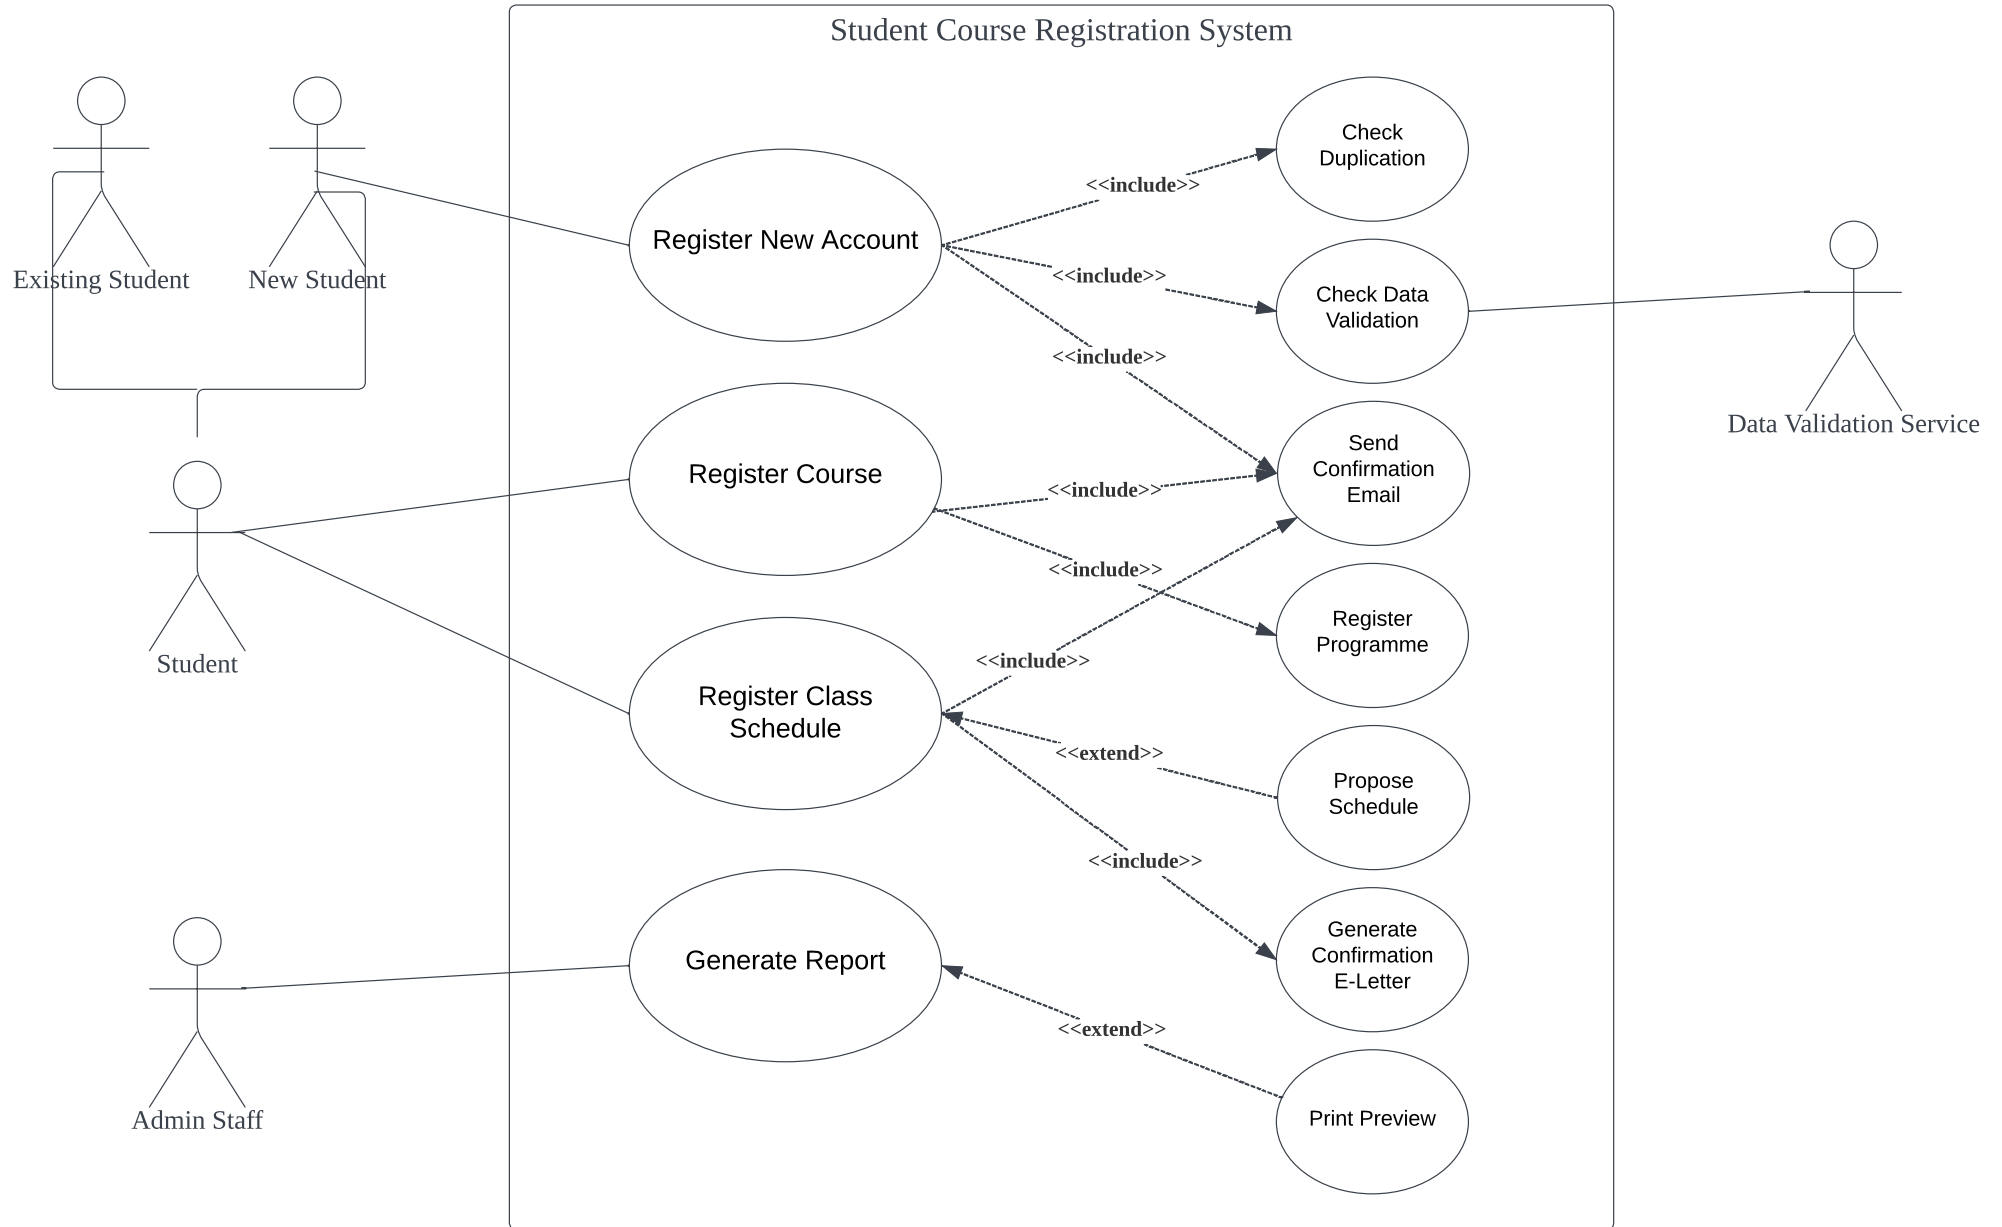 Student Course Registration System
Existing Student
New Student
Register New Account
<<include>>
Check
Duplication
<<include>>
Check Data
Validation
<<include>>
Data Validation Service
Student
Register Course
<<include>>
Send
Confirmation
Email
<<include>>
Register
Programme
Register Class
Schedule
<<include>>
<<extend>>
Propose
Schedule
<<include>>
Generate
Confirmation
E-Letter
Admin Staff
Generate Report
<<extend>>
Print Preview